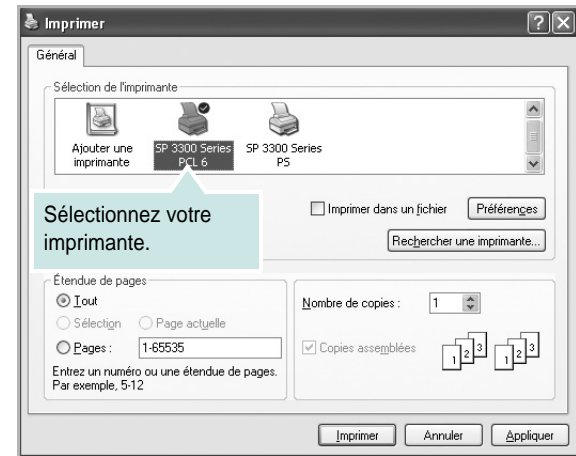 Imprimer
Général
Sélection de l'imprimante
Ajouter une
imprimante
SP 3300 Series
PCL 6
SP 3300 Series
PS
Sélectionnez votre
imprimante.
Imprimer dans un fichier
Préférences
Rechercher une imprimante...
Étendue de pages
Tout
Sélection
Page actuelle
Pages :
1-65535
Entrez un numéro ou une étendue de pages.
Par exemple, 5-12
Nombre de copies :
1
Copies assemblées
1 2 3
1 2 3
Imprimer
Annuler
Appliquer